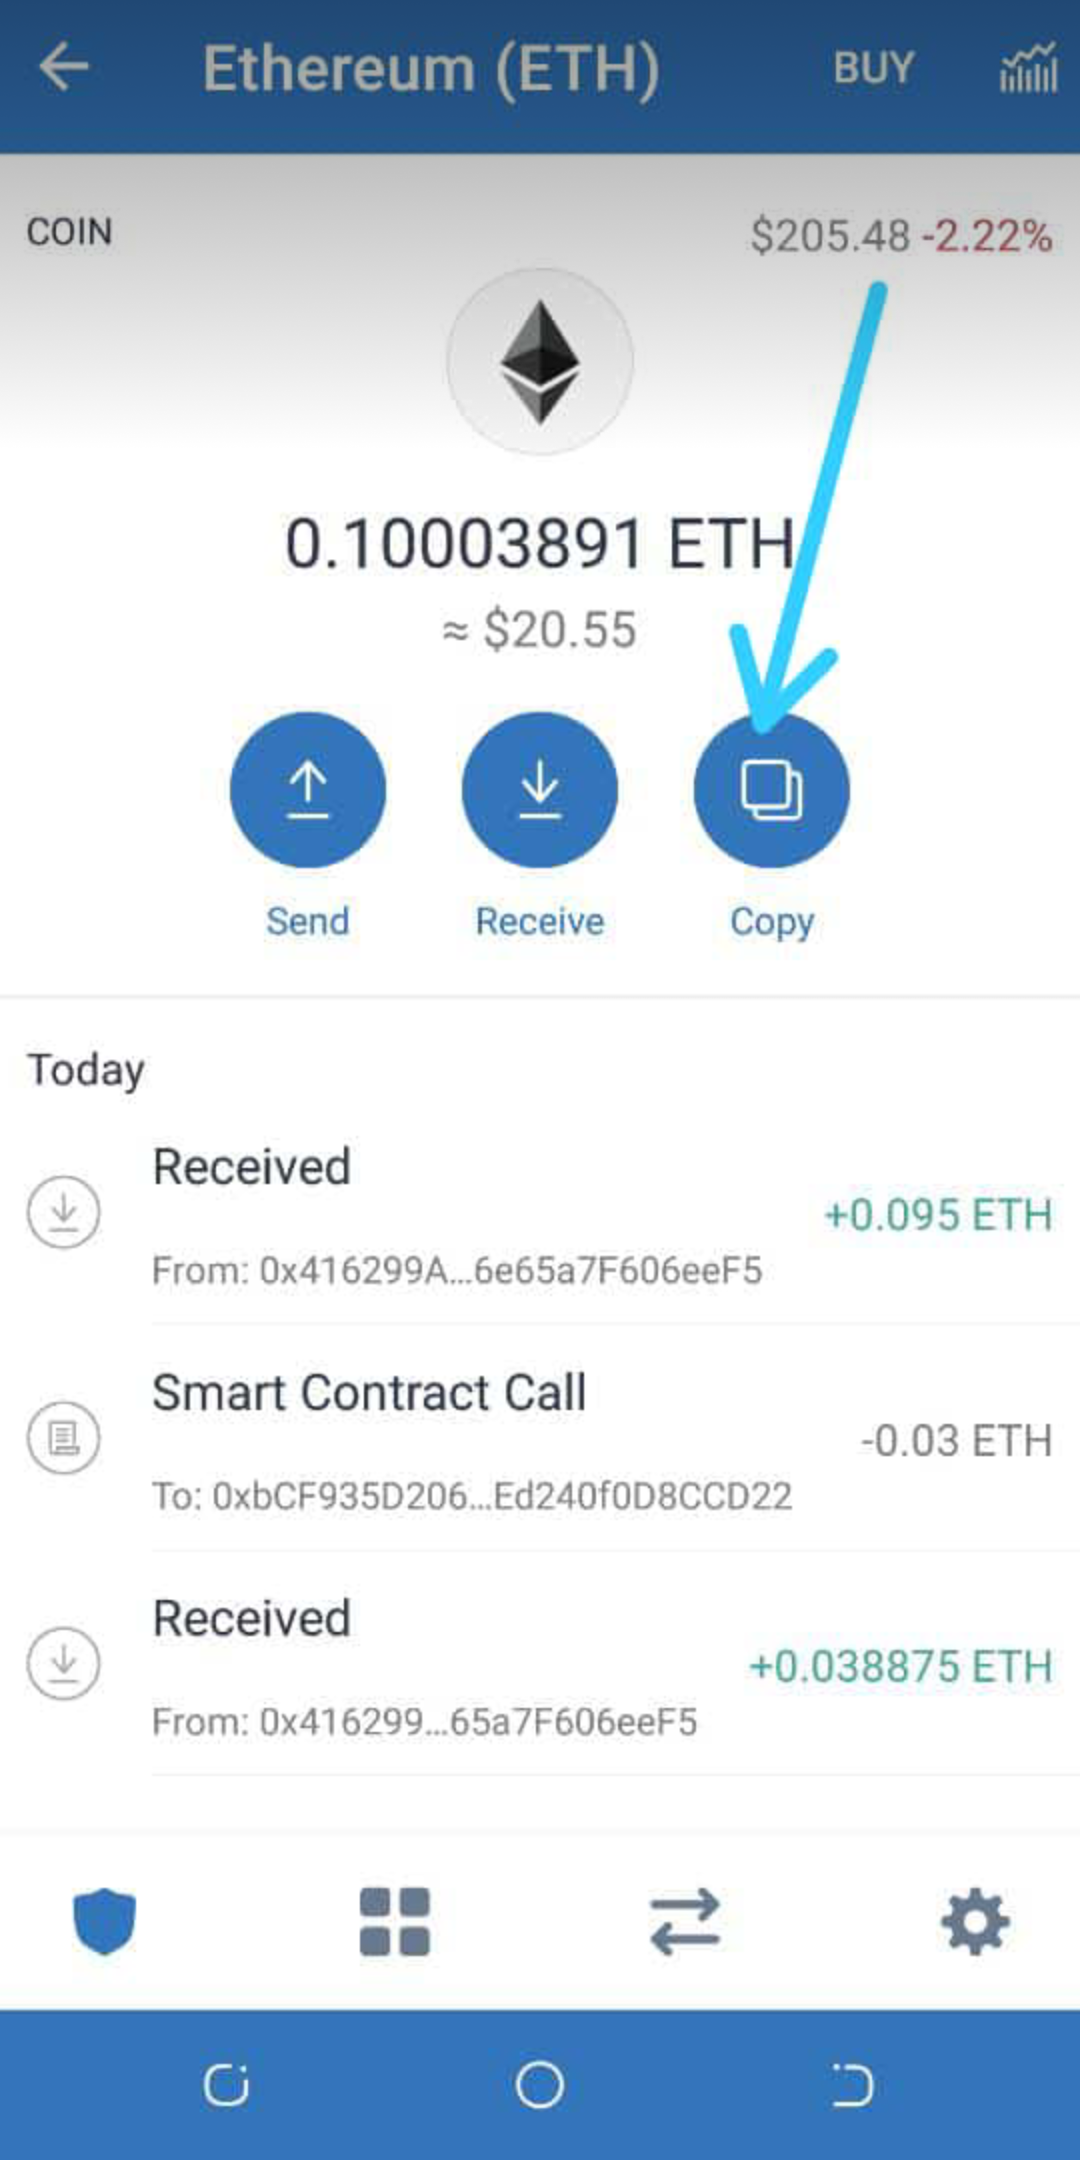 Ethereum (ETH)
BUY
COIN
$205.48 -2.22%
0.10003891 ETH
≈ $20.55
Send
Receive
Copy
Today
Received
+0.095 ETH
From: 0x416299A...6e65a7F606eeF5
Smart Contract Call
-0.03 ETH
To: 0xbCF935D206...Ed240f0D8CCD22
Received
+0.038875 ETH
From: 0x416299...65a7F606eeF5